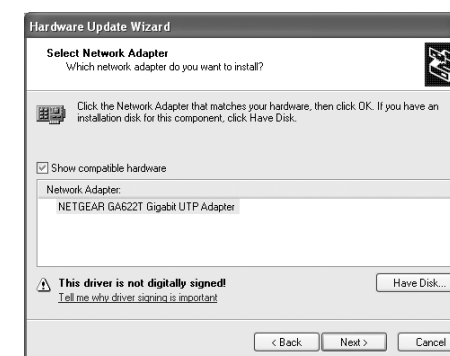 Hardware Update Wizard
Select Network Adapter
Which network adapter do you want to install?
Click the Network Adapter that matches your hardware, then click OK. If you have an
installation disk for this component, click Have Disk.
Show compatible hardware
Network Adapter:
NETGEAR GA622T Gigabit UTP Adapter
This driver is not digitally signed!
Tell me why driver signing is important
Have Disk...
< Back Next > Cancel